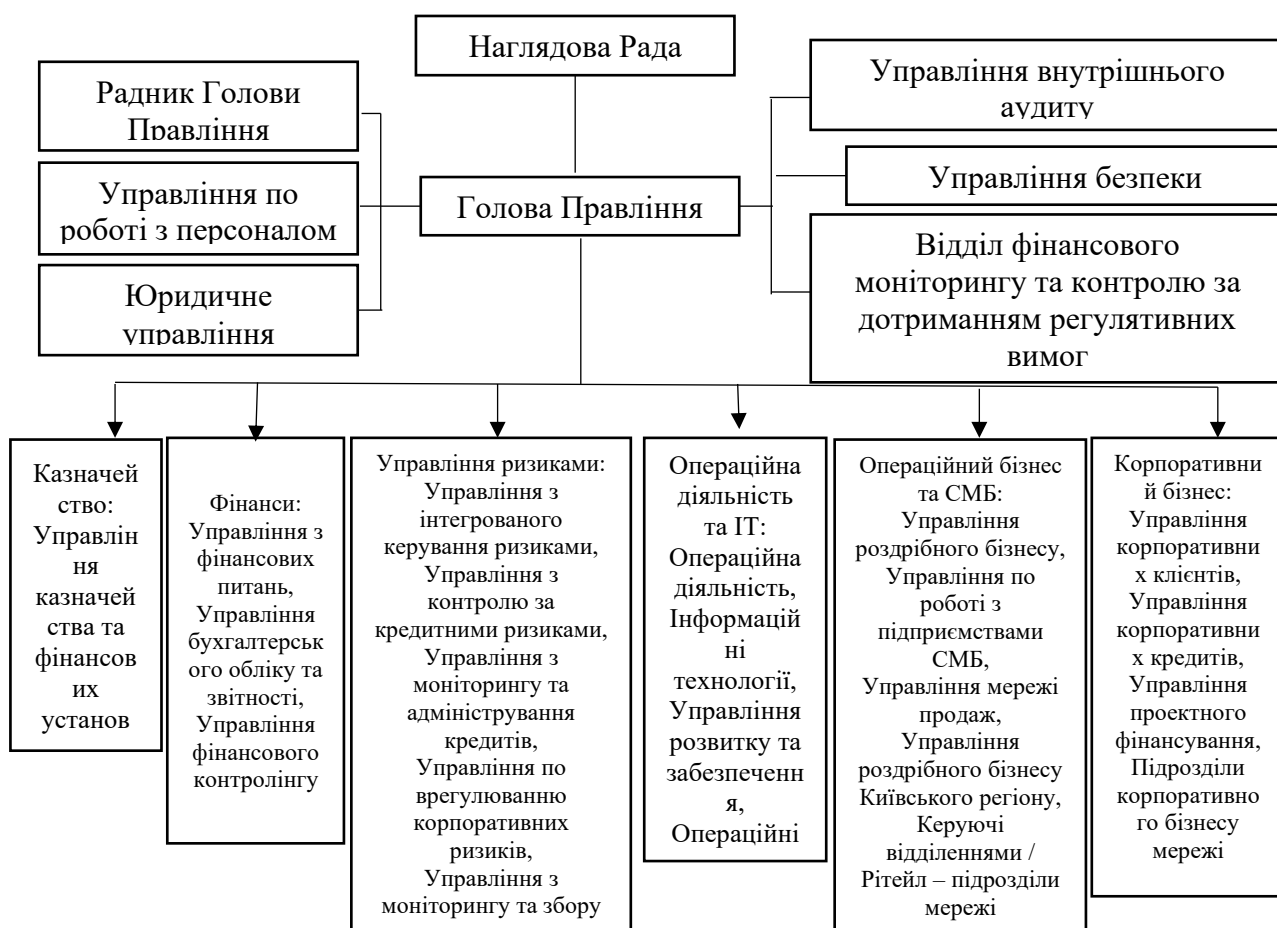 Наглядова Рада
Радник Голови
Правління
Управління по
роботі з персоналом
Юридичне
управління
Голова Правління
Управління внутрішнього
аудиту
Управління безпеки
Відділ фінансового
моніторингу та контролю за
дотриманням регулятивних
вимог
Казначей
ство:
Управлін
ня
казначей
ства та
фінансов
их
установ
Фінанси:
Управління з
фінансових
питань,
Управління
бухгалтерськ
ого обліку та
звітності,
Управління
фінансового
контролінгу
Управління ризиками:
Управління з
інтегрованого
керування ризиками,
Управління з
контролю за
кредитними ризиками,
Управління з
моніторингу та
адміністрування
кредитів,
Управління по
врегулюванню
корпоративних
ризиків,
Управління з
моніторингу та збору
Операційна
діяльність
та ІТ:
Операційна
діяльність,
Інформацій
ні
технології,
Управління
розвитку та
забезпеченн
я,
Операційні
Операційний бізнес
та СМБ:
Управління
роздрібного бізнесу,
Управління по
роботі з
підприємствами
СМБ,
Управління мережі
продаж,
Управління
роздрібного бізнесу
Київського регіону,
Керуючі
відділеннями /
Рітейл – підрозділи
мережі
Корпоративни
й бізнес:
Управління
корпоративни
х клієнтів,
Управління
корпоративни
х кредитів,
Управління
проектного
фінансування,
Підрозділи
корпоративно
го бізнесу
мережі